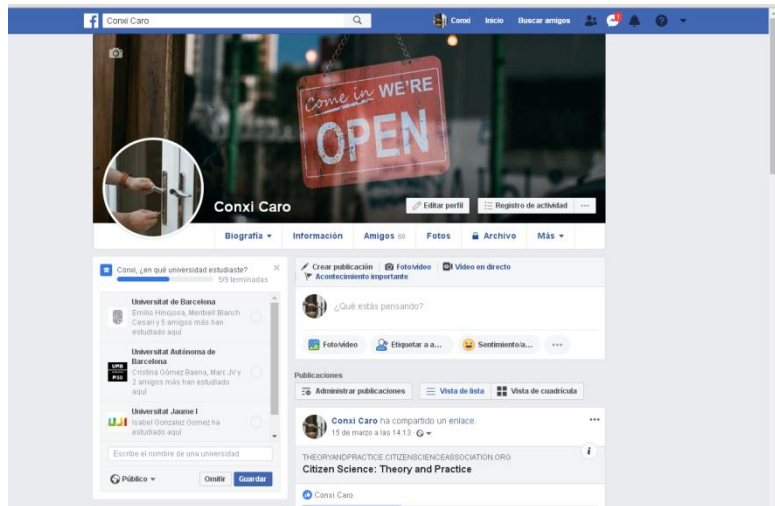 Conxi Caro
Conxi Inicio Buscar amigos
Come in WE'RE
OPEN
Conxi Caro
Editar perfil
Registro de actividad
Biografía
Información
Amigos 69
Fotos
Archivo
Más
Conxi, ¿en qué universidad estudiaste?
5/9 terminadas
Universitat de Barcelona
Emilio Hinojosa, Meritxell Blanch
Cesari y 5 amigos más han
estudiado aquí
Universitat Autónoma de
Barcelona
Cristina Gómez Baena, Marc JV y
2 amigos más han estudiado
aquí
UJI
Universitat Jaume I
Isabel Gonzalez Gomez ha
estudiado aquí
Escribe el nombre de una universidad
Público
Omitir
Guardar
Crear publicación
Foto/vídeo
Vídeo en directo
Acontecimiento importante
¿Qué estás pensando?
Foto/vídeo
Etiquetar a a...
Sentimiento/a...
Publicaciones
Administrar publicaciones
Vista de lista
Vista de cuadrícula
Conxi Caro ha compartido un enlace.
15 de marzo a las 14:13
THEORYANDPRACTICE.CITIZENSCIENCEASSOCIATION.ORG
Citizen Science: Theory and Practice
Conxi Caro